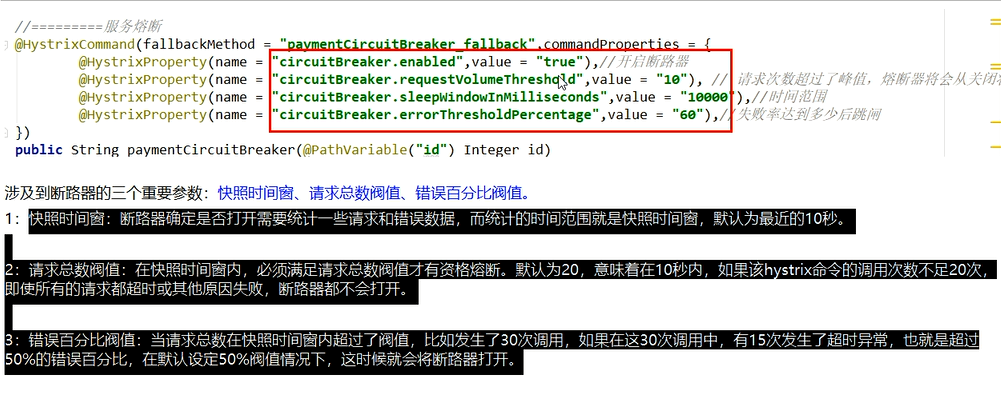 //=========服务熔断
@HystrixCommand(fallbackMethod = "paymentCircuitBreaker_fallback",commandProperties = {
@HystrixProperty(name = "circuitBreaker.enabled",value = "true"),//开启断路器
@HystrixProperty(name = "circuitBreaker.requestVolumeThreshold",value = "10"), // 请求次数超过了峰值，熔断器将会从关闭
@HystrixProperty(name = "circuitBreaker.sleepWindowInMilliseconds",value = "10000"),//时间范围
@HystrixProperty(name = "circuitBreaker.errorThresholdPercentage",value = "60"),//失败率达到多少后跳闸
})
public String paymentCircuitBreaker(@PathVariable("id") Integer id)
涉及到断路器的三个重要参数：快照时间窗、请求总数阀值、错误百分比阀值。
1：快照时间窗：断路器确定是否打开需要统计一些请求和错误数据，而统计的时间范围就是快照时间窗，默认为最近的10秒。
2：请求总数阀值：在快照时间窗内，必须满足请求总数阀值才有资格熔断。默认为20，意味着在10秒内，如果该hystrix命令的调用次数不足20次，
即使所有的请求都超时或其他原因失败，断路器都不会打开。
3：错误百分比阀值：当请求总数在快照时间窗内超过了阀值，比如发生了30次调用，如果在这30次调用中，有15次发生了超时异常，也就是超过
50%的错误百分比，在默认设定50%阀值情况下，这时候就会将断路器打开。